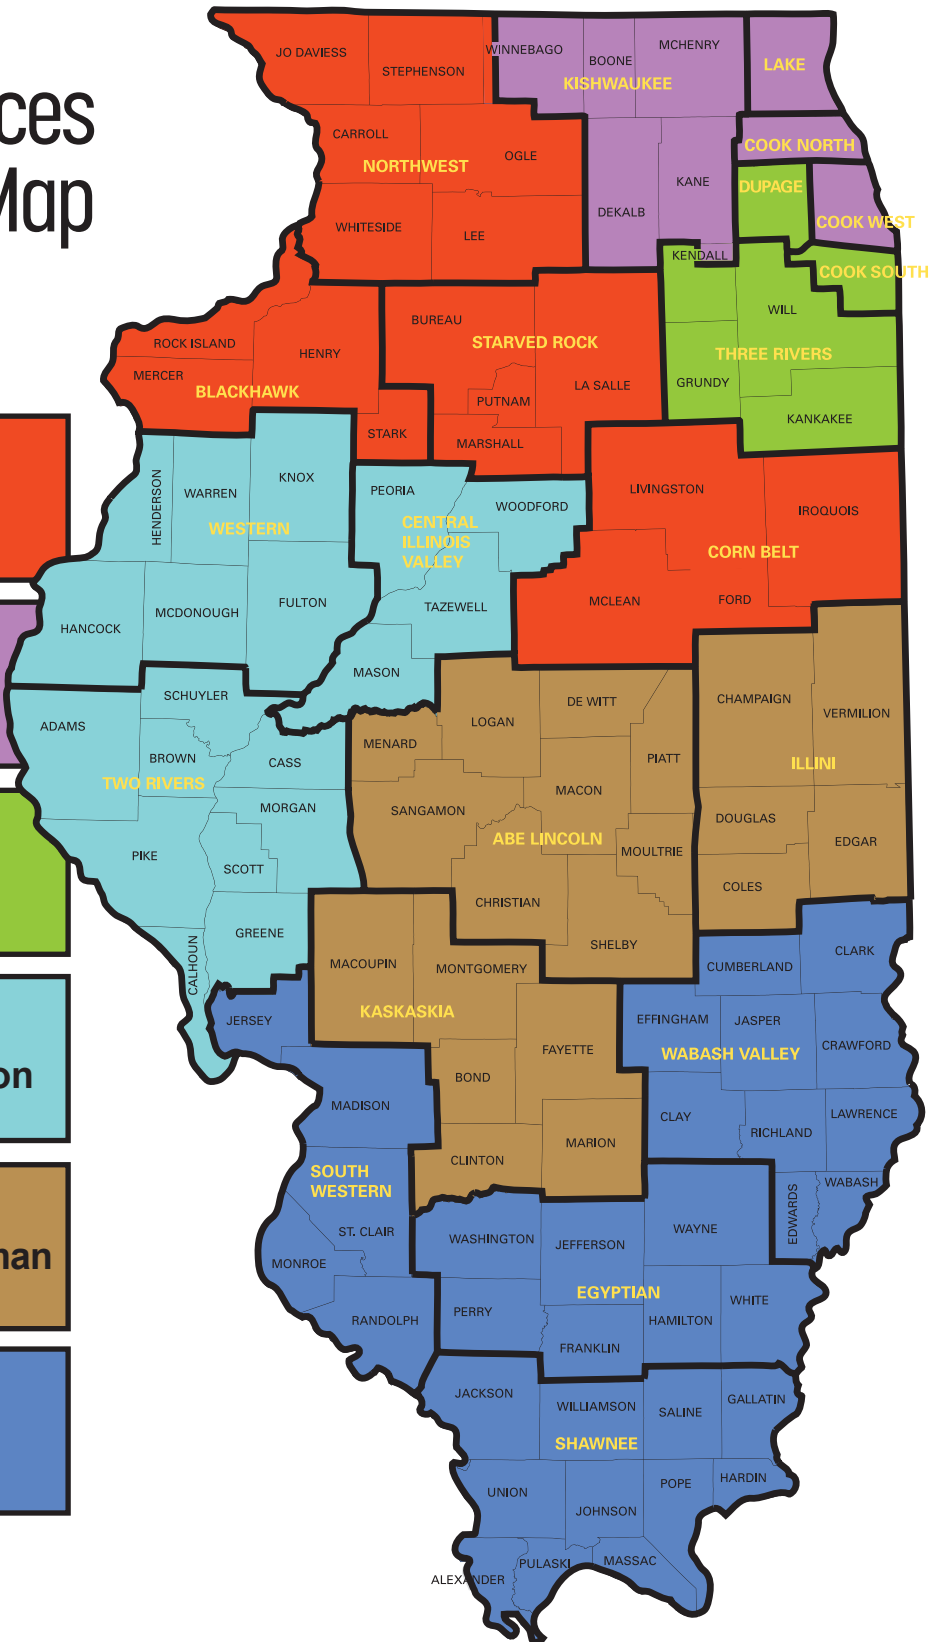 ces
Map
on
man
JO DAVIESS
STEPHENSON
WINNEBAGO
BOONE
MCHENRY
LAKE
KISHWAUKEE
CARROLL
OGLE
NORTHWEST
COOK NORTH
KANE
DUPAGE
DEKALB
COOK WEST
WHITESIDE
LEE
KENDALL
COOK SOUTH
WILL
BUREAU
ROCK ISLAND
STARVED ROCK
HENRY
THREE RIVERS
MERCER
BLACKHAWK
LA SALLE
GRUNDY
PUTNAM
KANKAKEE
STARK
MARSHALL
HENDERSON
WARREN
KNOX
PEORIA
WOODFORD
LIVINGSTON
IROQUOIS
WESTERN
CENTRAL
ILLINOIS
VALLEY
CORN BELT
FULTON
MCDONOUGH
TAZEWELL
MCLEAN
FORD
HANCOCK
MASON
SCHUYLER
ADAMS
LOGAN
DE WITT
CHAMPAIGN
VERMILION
MENARD
BROWN
CASS
PIATT
ILLINI
TWO RIVERS
MACON
MORGAN
SANGAMON
DOUGLAS
ABE LINCOLN
EDGAR
PIKE
MOULTRIE
SCOTT
COLES
CHRISTIAN
GREENE
SHELBY
CALHOUN
MACOUPIN
MONTGOMERY
CUMBERLAND
CLARK
KASKASKIA
JERSEY
EFFINGHAM
JASPER
FAYETTE
WABASH VALLEY
CRAWFORD
BOND
MADISON
CLAY
LAWRENCE
RICHLAND
MARION
CLINTON
SOUTH
WESTERN
WABASH
EDWARDS
ST. CLAIR
WASHINGTON
JEFFERSON
WAYNE
MONROE
EGYPTIAN
WHITE
PERRY
RANDOLPH
HAMILTON
FRANKLIN
JACKSON
WILLIAMSON
SALINE
GALLATIN
SHAWNEE
UNION
POPE
HARDIN
JOHNSON
PULASKI
MASSAC
ALEXANDER